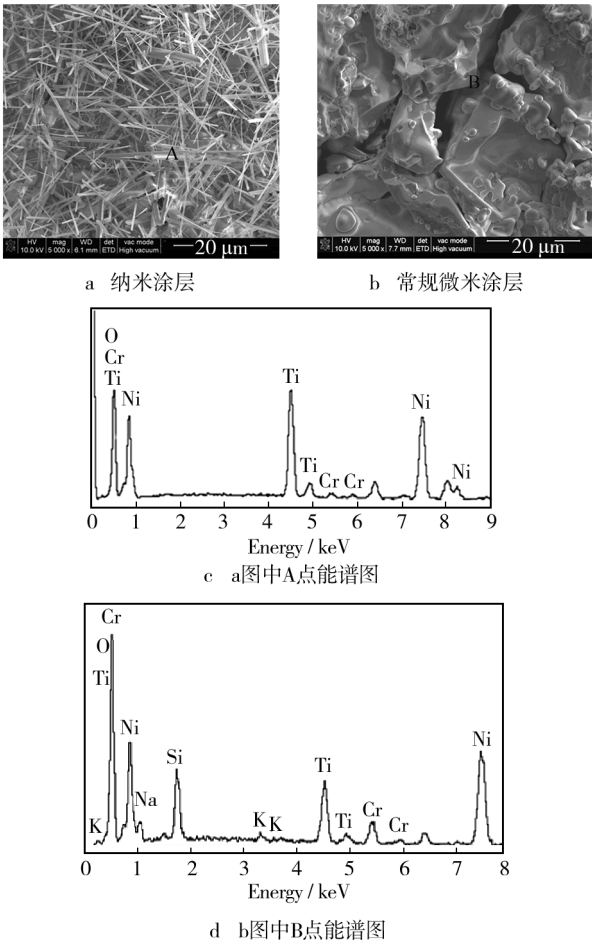 A
B
HV mag WD det vac mode
10.0 kV 5 000 x 6.1 mm ETD High vacuum
20 μm
HV mag WD det vac mode
10.0 kV 5 000 x 7.7 mm ETD High vacuum
20 μm
a 纳米涂层
b 常规微米涂层
O
Cr
Ti
Ni
Ti
Ti
Cr
Cr
Ni
Ni
0 1 2 3 4 5 6 7 8 9
Energy / keV
c a图中A点能谱图
Cr
O
Ti
K
Ni
Na
Si
K
K
Ti
Ti
Cr
Cr
Ni
0 1 2 3 4 5 6 7 8
Energy / keV
d b图中B点能谱图